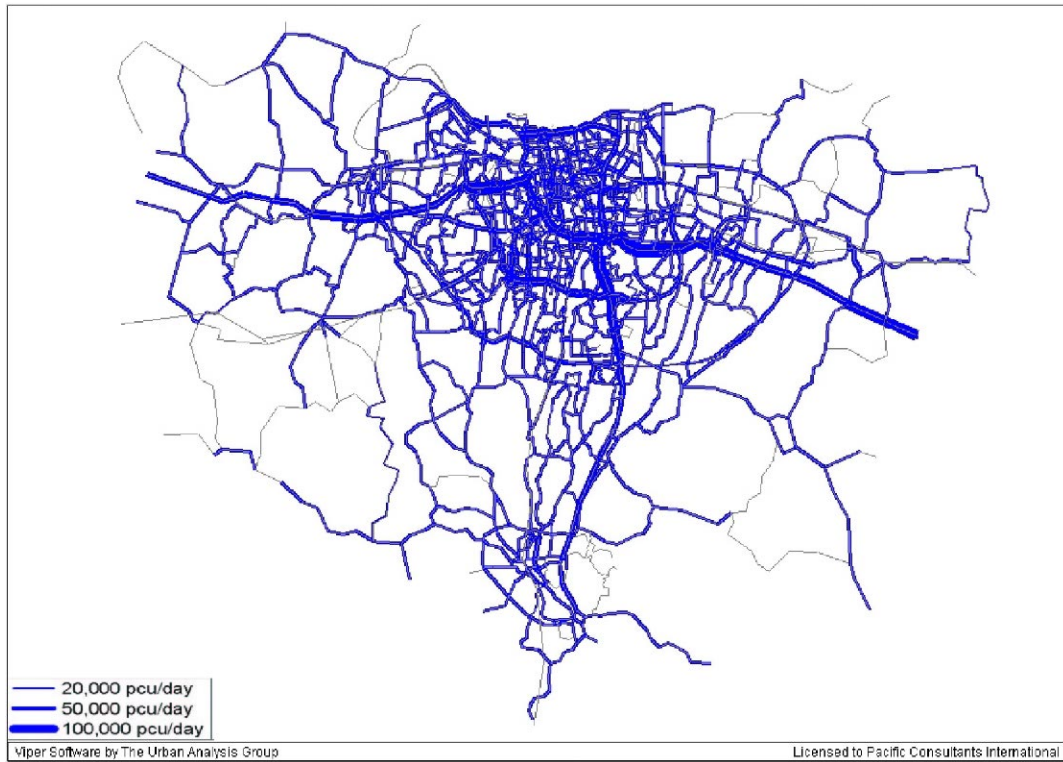 20,000 pcu/day
50,000 pcu/day
100,000 pcu/day
Viper Software by The Urban Analysis Group
Licensed to Pacific Consultants International